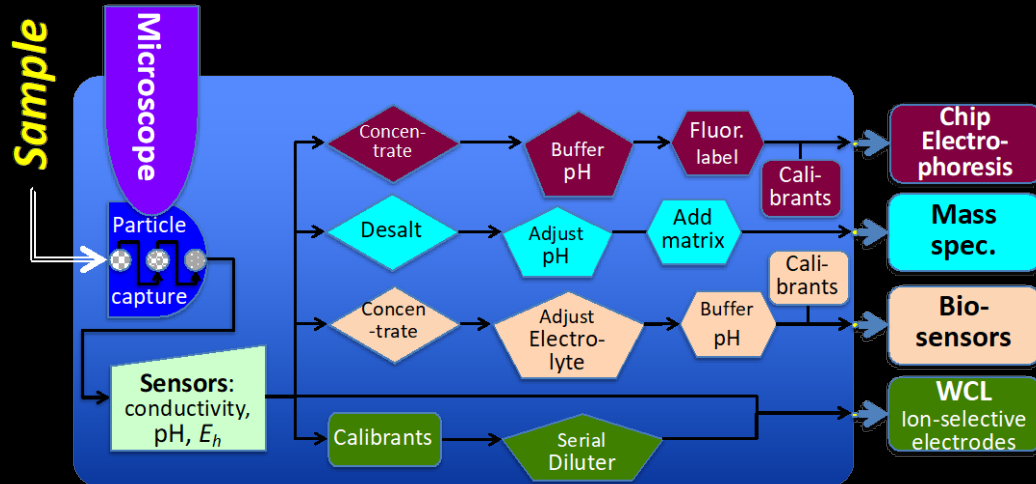 Sample
Microscope
Particle
capture
Sensors:
conductivity,
pH, Eh
Concen-
trate
Buffer
pH
Fluor.
label
Cali-
brants
Chip
Electro-
phoresis
Desalt
Adjust
pH
Add
matrix
Mass
spec.
Concen
-trate
Adjust
Electro-
lyte
Buffer
pH
Cali-
brants
Bio-
sensors
Calibrants
Serial
Diluter
WCL
Ion-selective
electrodes